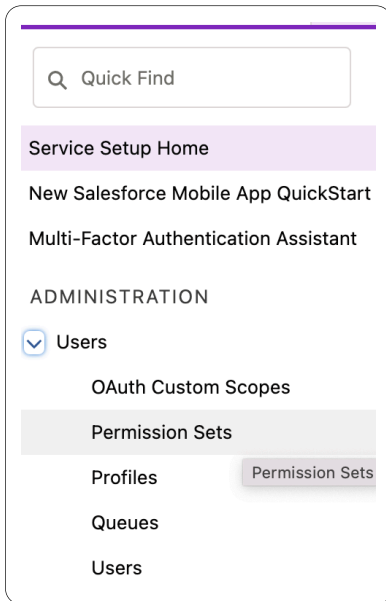 Quick Find
Service Setup Home
New Salesforce Mobile App QuickStart
Multi-Factor Authentication Assistant
ADMINISTRATION
Users
OAuth Custom Scopes
Permission Sets
Profiles
Permission Sets
Queues
Users